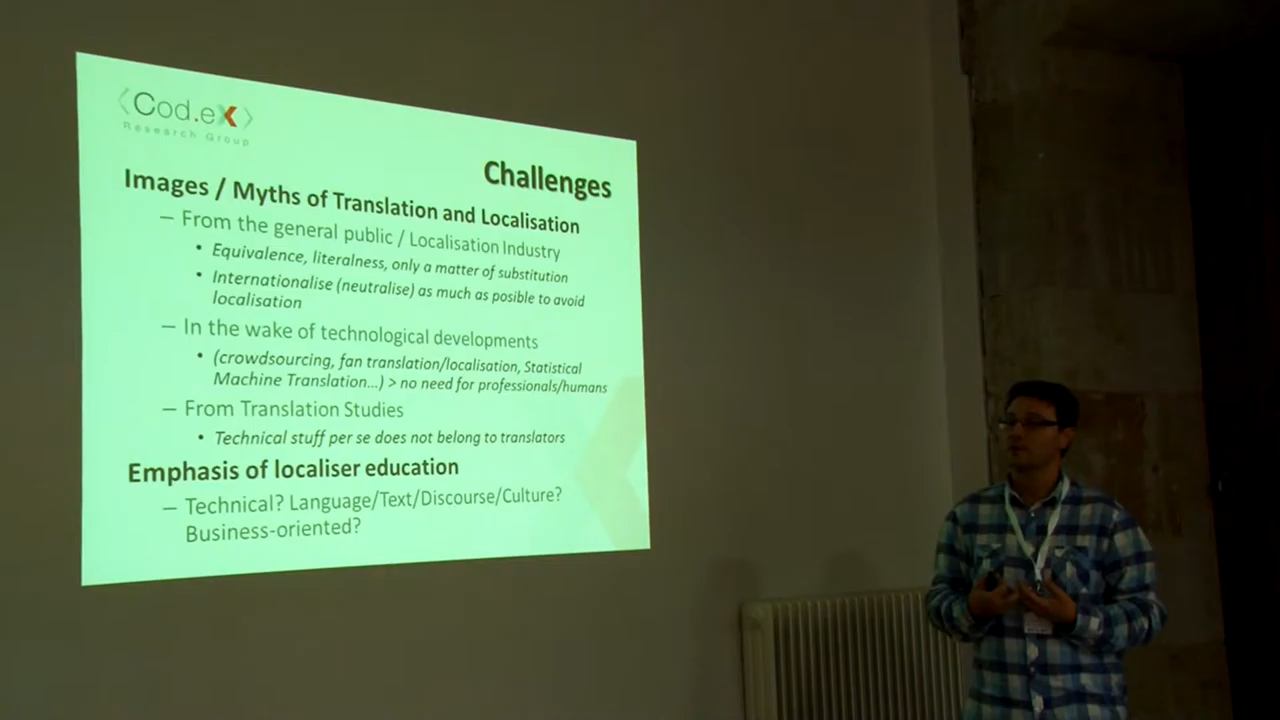 <Cod.eX>
Research Group
Challenges
Images / Myths of Translation and Localisation
– From the general public / Localisation Industry
• Equivalence, literalness, only a matter of substitution
• Internationalise (neutralise) as much as posible to avoid
localisation
– In the wake of technological developments
• (crowdsourcing, fan translation/localisation, Statistical
Machine Translation...) > no need for professionals/humans
– From Translation Studies
• Technical stuff per se does not belong to translators
Emphasis of localiser education
– Technical? Language/Text/Discourse/Culture?
Business-oriented?